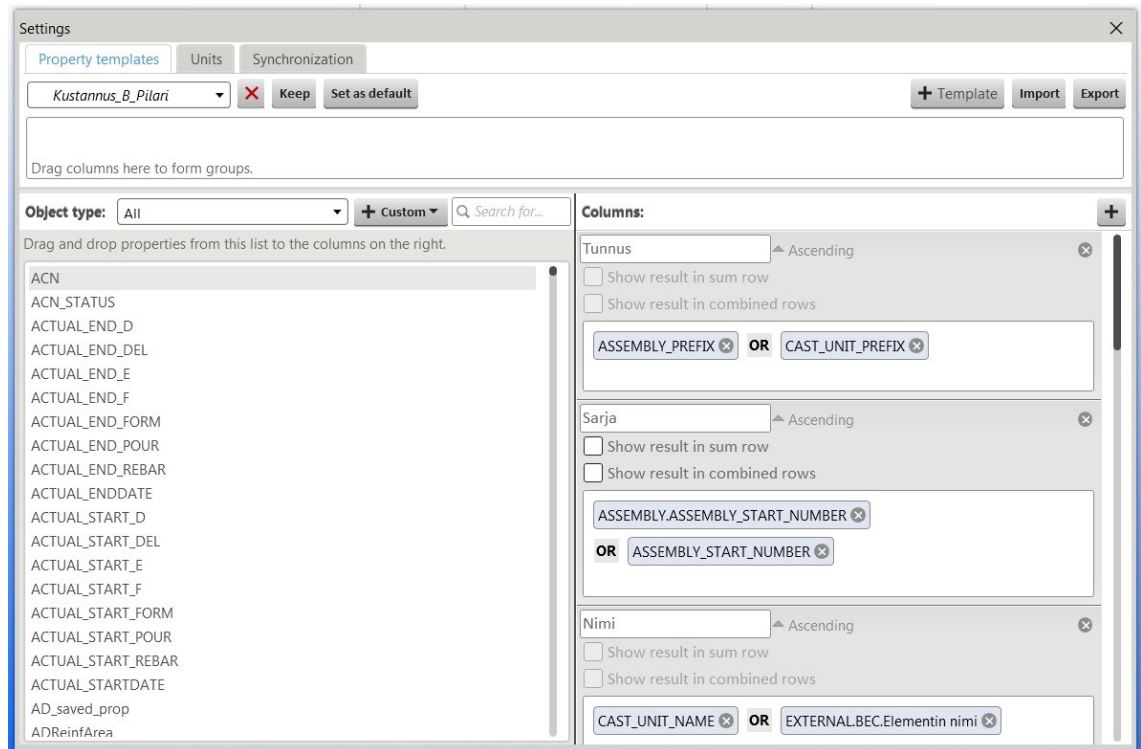 Settings
Property templates Units Synchronization
Kustannus_B_Pilari Keep Set as default + Template Import Export
Drag columns here to form groups.
Object type: All + Custom Search for... Columns: +
Drag and drop properties from this list to the columns on the right.
ACN
ACN_STATUS
ACTUAL_END_D
ACTUAL_END_DEL
ACTUAL_END_E
ACTUAL_END_F
ACTUAL_END_FORM
ACTUAL_END_POUR
ACTUAL_END_REBAR
ACTUAL_ENDDATE
ACTUAL_START_D
ACTUAL_START_DEL
ACTUAL_START_E
ACTUAL_START_F
ACTUAL_START_FORM
ACTUAL_START_POUR
ACTUAL_START_REBAR
ACTUAL_STARTDATE
AD_saved_prop
ADReinfArea
Tunnus Ascending
Show result in sum row
Show result in combined rows
ASSEMBLY_PREFIX OR CAST_UNIT_PREFIX
Sarja Ascending
Show result in sum row
Show result in combined rows
ASSEMBLY.ASSEMBLY_START_NUMBER
OR ASSEMBLY_START_NUMBER
Nimi Ascending
Show result in sum row
Show result in combined rows
CAST_UNIT_NAME OR EXTERNAL.BEC.Elementin nimi